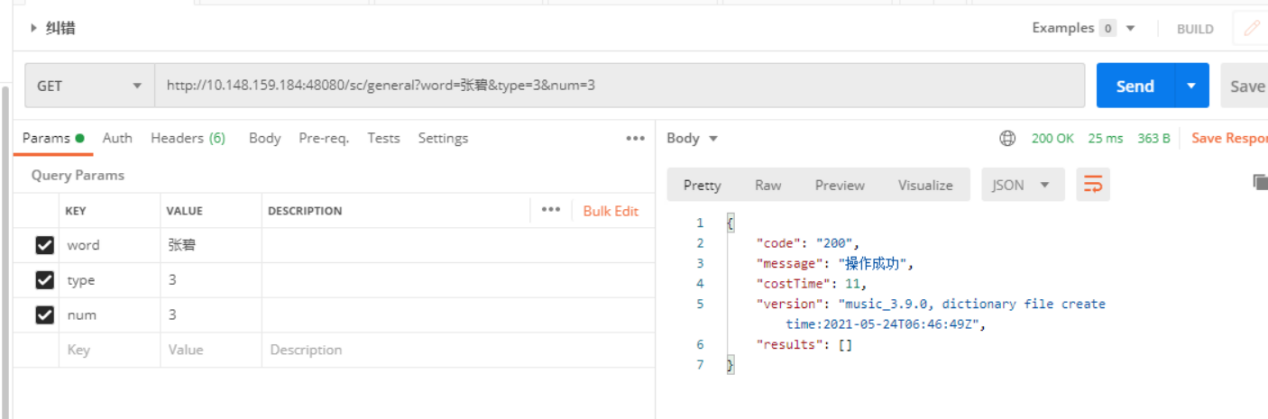 纠错
Examples 0
BUILD
GET
http://10.148.159.184:48080/sc/general?word=张碧&type=3&num=3
Send
Save
Params
Auth
Headers (6)
Body
Pre-req.
Tests
Settings
Query Params
KEY VALUE DESCRIPTION
Bulk Edit
word 张碧
type 3
num 3
Key Value Description
Body
200 OK 25 ms 363 B
Save Respon
Pretty Raw Preview Visualize
JSON
1 {
2 "code": "200",
3 "message": "操作成功",
4 "costTime": 11,
5 "version": "music_3.9.0, dictionary file create
time:2021-05-24T06:46:49Z",
6 "results": []
7 }